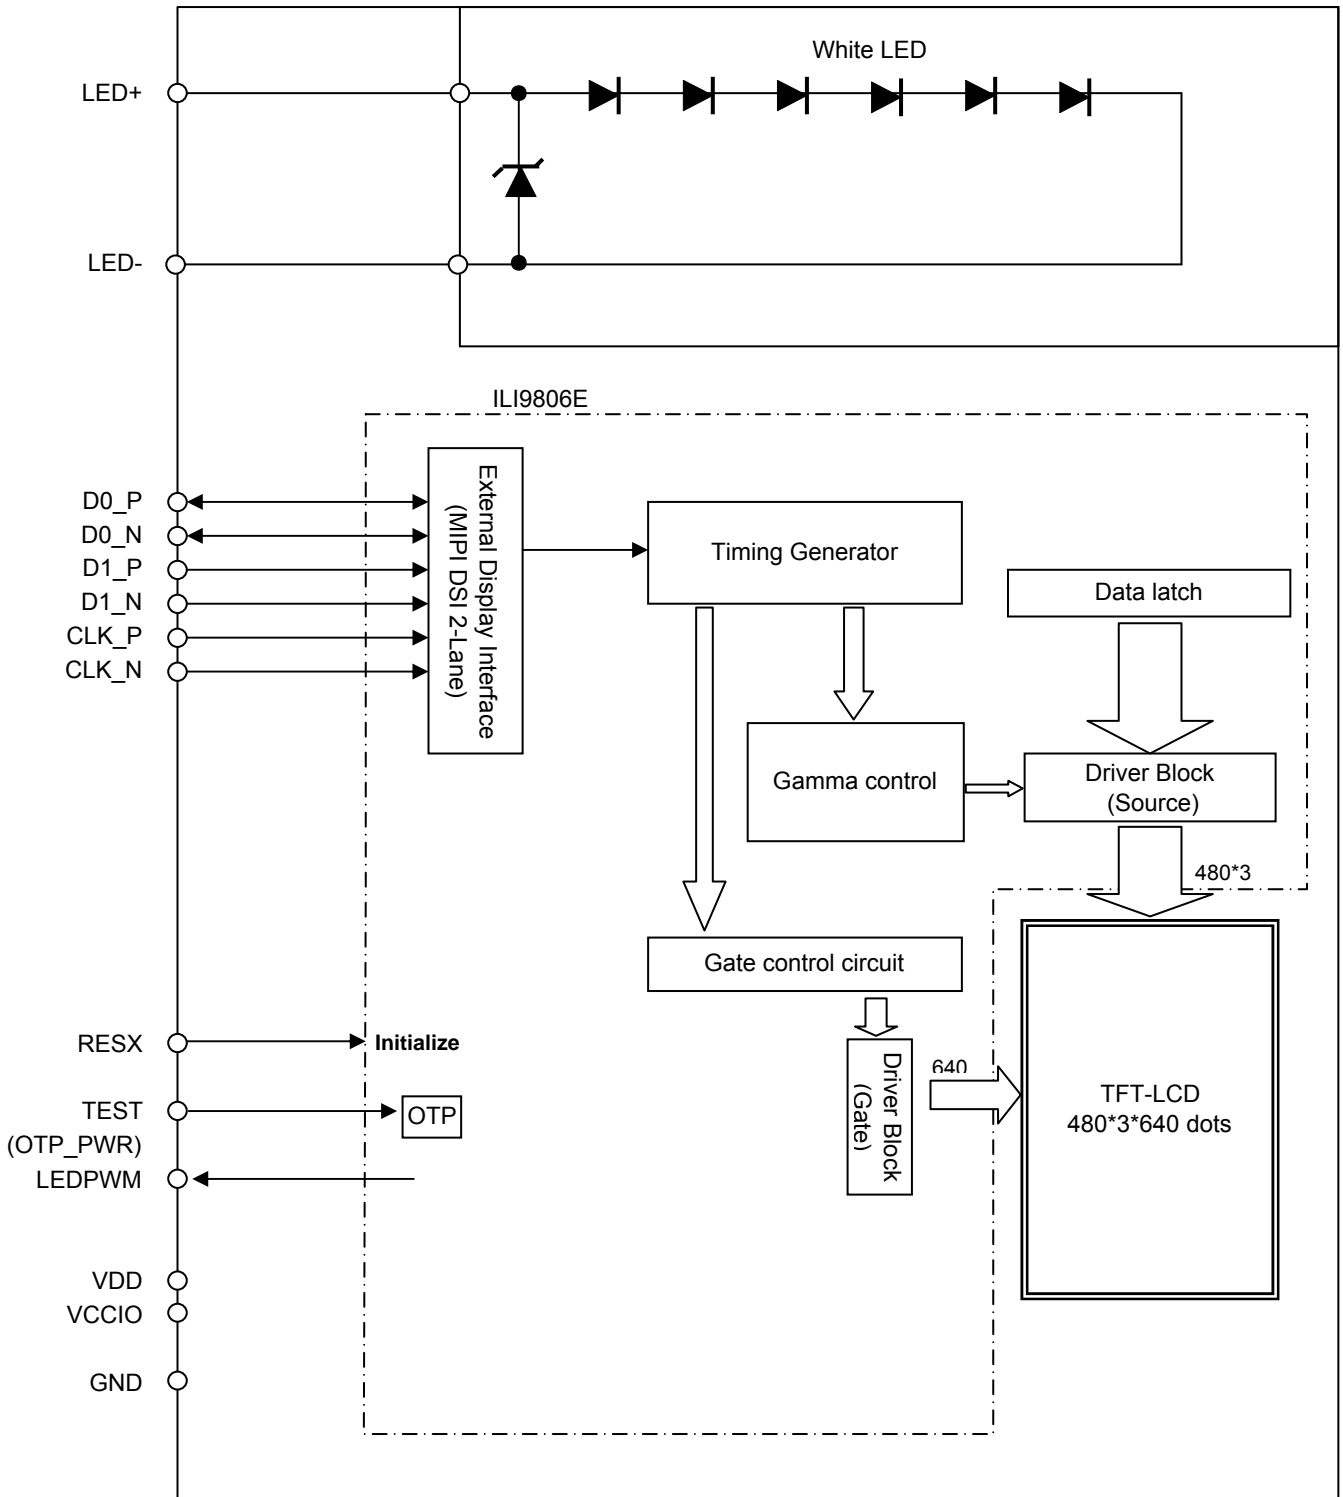 White LED
LED+
LED-
ILI9806E
D0_P
D0_N
D1_P
D1_N
CLK_P
CLK_N
External Display Interface
(MIPI DSI 2-Lane)
Timing Generator
Data latch
Gamma control
Driver Block
(Source)
480*3
Gate control circuit
RESX
Initialize
TEST
(OTP_PWR)
OTP
LEDPWM
Driver Block
(Gate)
640
TFT-LCD
480*3*640 dots
VDD
VCCIO
GND